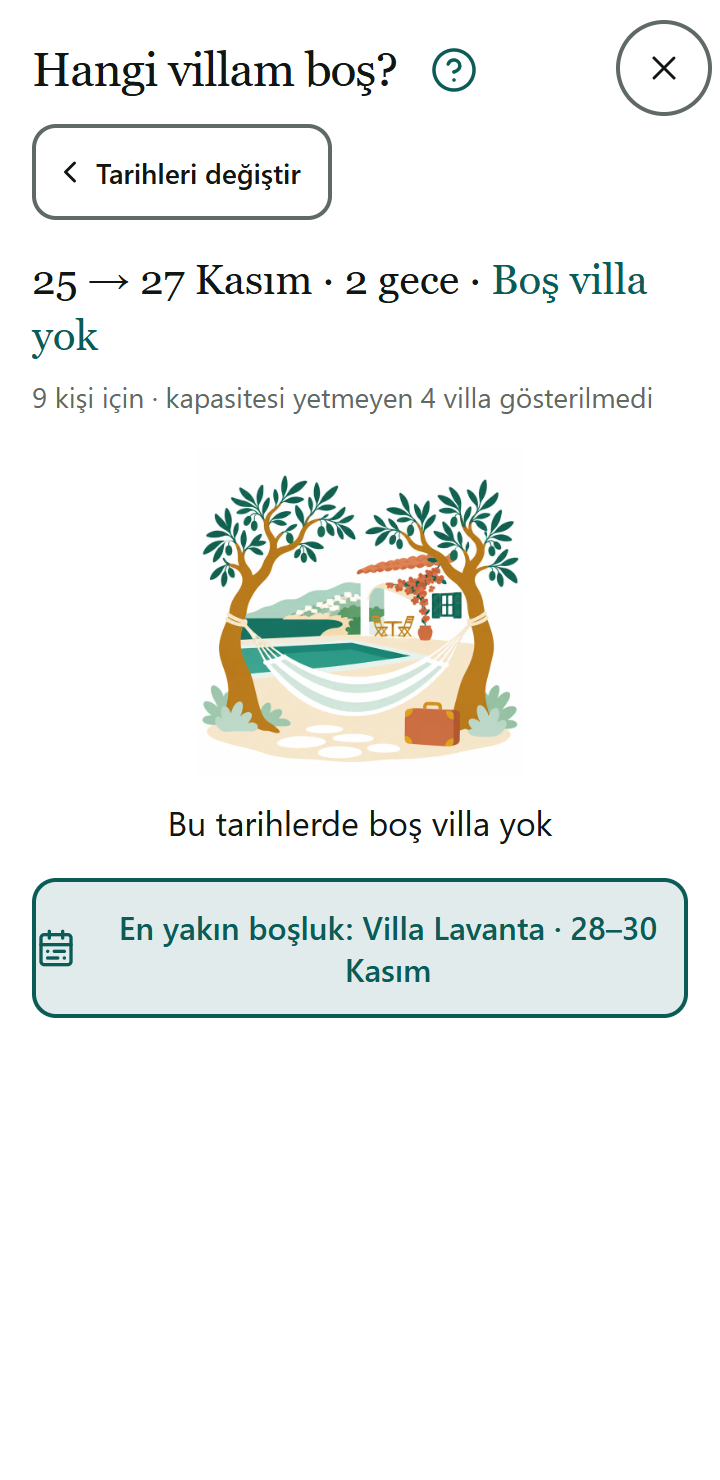 Hangi villam boş?
Tarihleri değiştir
25 → 27 Kasım · 2 gece · Boş villa
yok
9 kişi için · kapasitesi yetmeyen 4 villa gösterilmedi
Bu tarihlerde boş villa yok
En yakın boşluk: Villa Lavanta · 28–30
Kasım